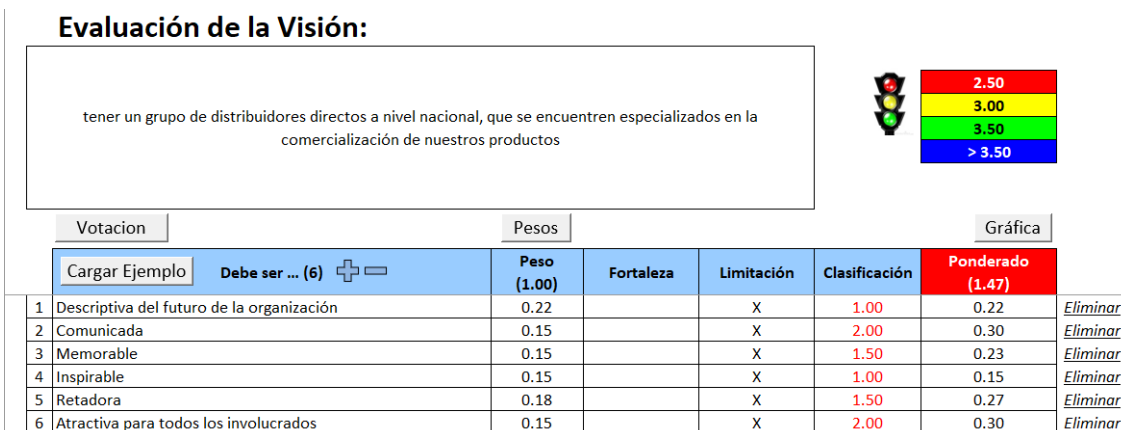 Evaluación de la Visión:
tener un grupo de distribuidores directos a nivel nacional, que se encuentren especializados en la
comercialización de nuestros productos
2.50
3.00
3.50
> 3.50
Votacion Pesos Gráfica
Cargar Ejemplo Debe ser ... (6) Peso (1.00) Fortaleza Limitación Clasificación Ponderado (1.47)
1 Descriptiva del futuro de la organización 0.22 X 1.00 0.22 Eliminar
2 Comunicada 0.15 X 2.00 0.30 Eliminar
3 Memorable 0.15 X 1.50 0.23 Eliminar
4 Inspirable 0.15 X 1.00 0.15 Eliminar
5 Retadora 0.18 X 1.50 0.27 Eliminar
6 Atractiva para todos los involucrados 0.15 X 2.00 0.30 Eliminar